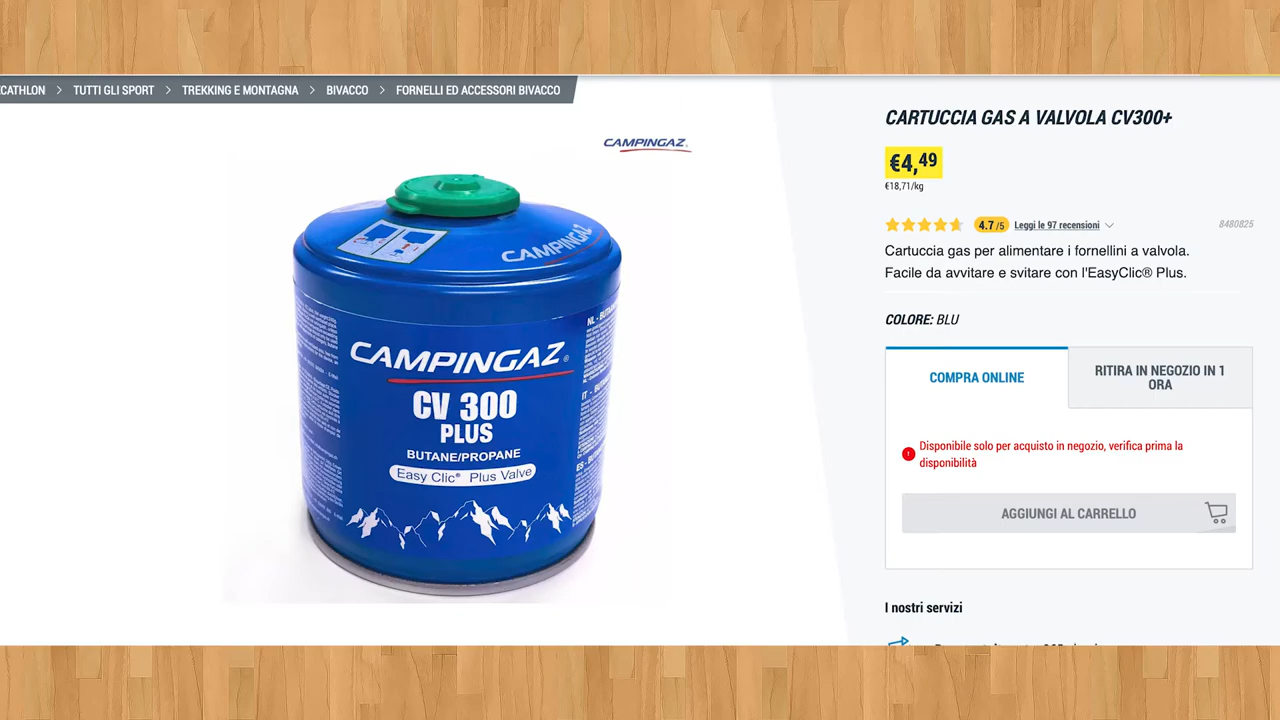 CATHLON > TUTTI GLI SPORT > TREKKING E MONTAGNA > BIVACCO > FORNELLI ED ACCESSORI BIVACCO
CAMPINGAZ
CAMPINGAZ
CAMPINGAZ®
CV 300
PLUS
BUTANE/PROPANE
Easy Clic® Plus Valve
CARTUCCIA GAS A VALVOLA CV300+
€4,49
€18,71/kg
4.7/5 Leggi le 97 recensioni
8480825
Cartuccia gas per alimentare i fornellini a valvola.
Facile da avvitare e svitare con l'EasyClic® Plus.
COLORE: BLU
COMPRA ONLINE
RITIRA IN NEGOZIO IN 1
ORA
Disponibile solo per acquisto in negozio, verifica prima la
disponibilità
AGGIUNGI AL CARRELLO
I nostri servizi